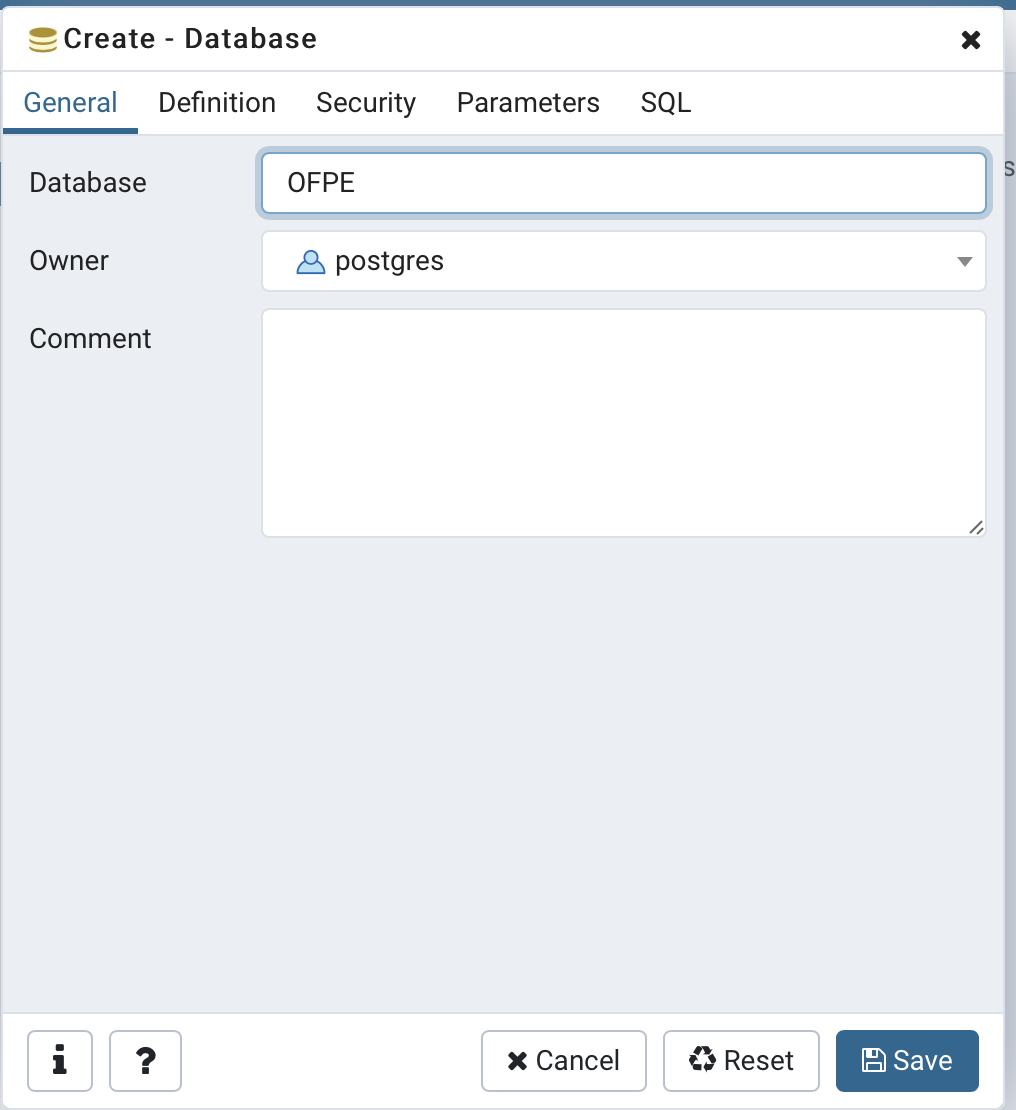 Create - Database
General Definition Security Parameters SQL
Database OFPE
Owner postgres
Comment
i ? Cancel Reset Save